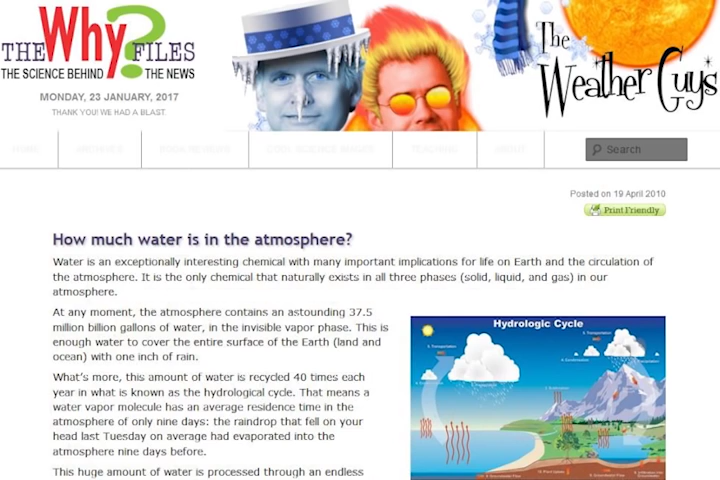 THE Why? FILES
THE SCIENCE BEHIND THE NEWS
The Weather Guys
MONDAY, 23 JANUARY, 2017
THANK YOU! WE HAD A BLAST.
HOME ARCHIVES BOOK REVIEWS COOL SCIENCE IMAGES TEACHERS ABOUT
Search
Posted on 19 April 2010
Print Friendly
How much water is in the atmosphere?
Water is an exceptionally interesting chemical with many important implications for life on Earth and the circulation of
the atmosphere. It is the only chemical that naturally exists in all three phases (solid, liquid, and gas) in our
atmosphere.
At any moment, the atmosphere contains an astounding 37.5
million billion gallons of water, in the invisible vapor phase. This is
enough water to cover the entire surface of the Earth (land and
ocean) with one inch of rain.
What's more, this amount of water is recycled 40 times each
year in what is known as the hydrological cycle. That means a
water vapor molecule has an average residence time in the
atmosphere of only nine days: the raindrop that fell on your
head last Tuesday on average had evaporated into the
atmosphere nine days before.
This huge amount of water is processed through an endless
Hydrologic Cycle